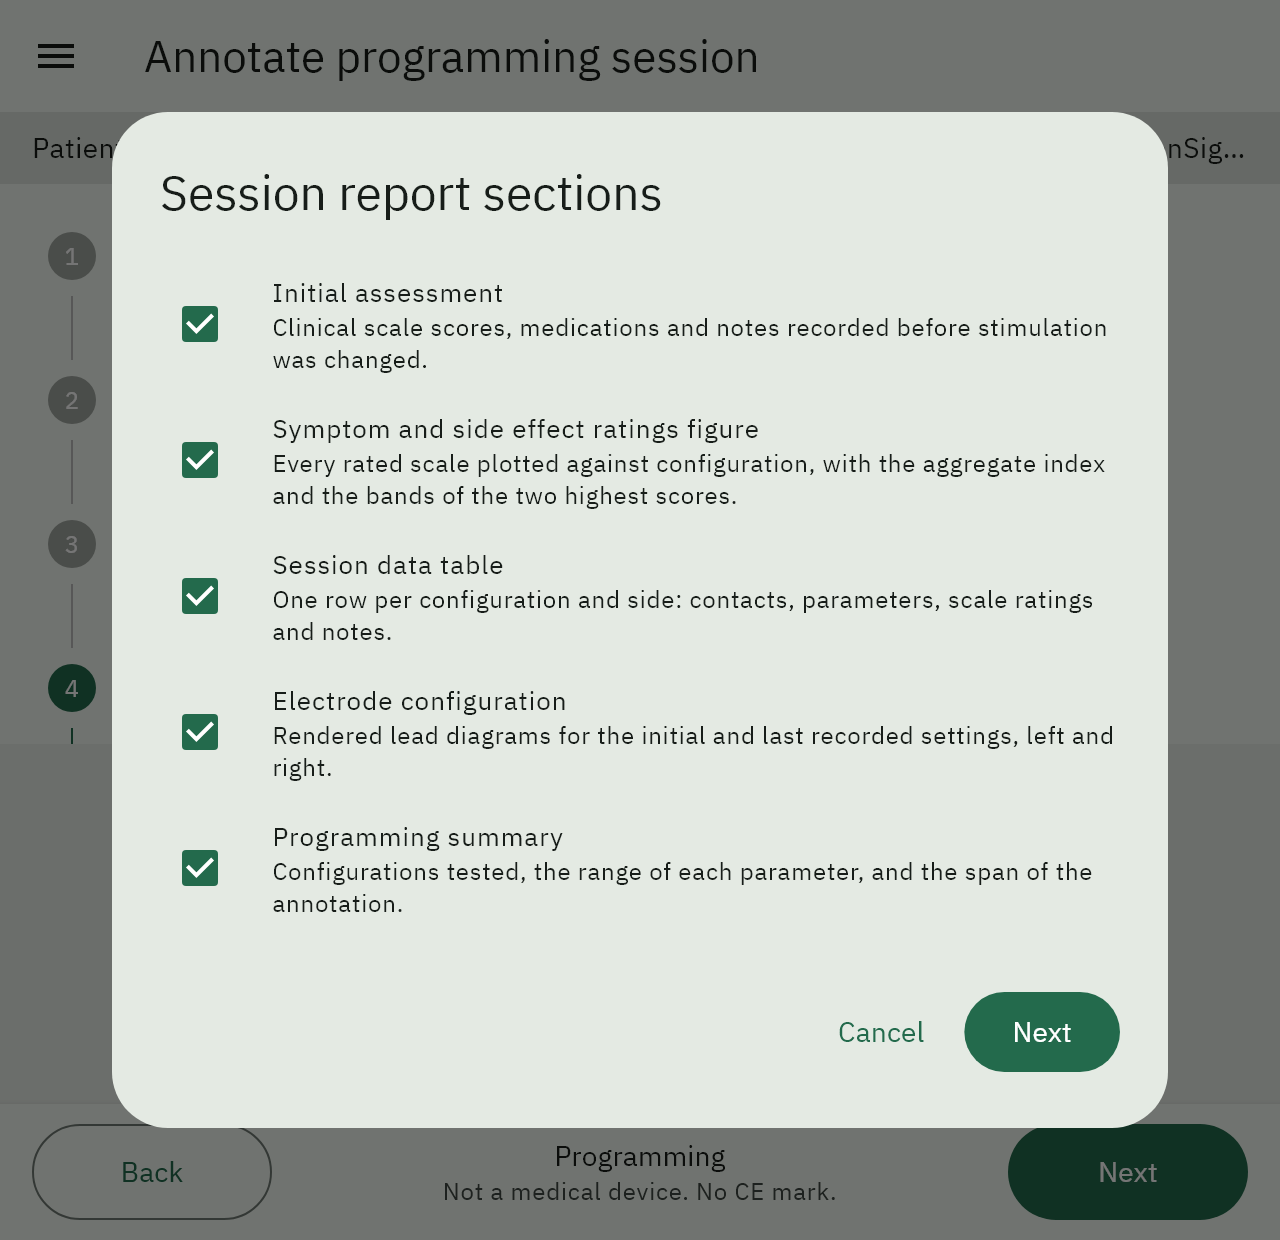 Annotate programming session
Patien
nSig...
Session report sections
1
Initial assessment
Clinical scale scores, medications and notes recorded before stimulation
was changed.
2
Symptom and side effect ratings figure
Every rated scale plotted against configuration, with the aggregate index
and the bands of the two highest scores.
3
Session data table
One row per configuration and side: contacts, parameters, scale ratings
and notes.
4
Electrode configuration
Rendered lead diagrams for the initial and last recorded settings, left and
right.
Programming summary
Configurations tested, the range of each parameter, and the span of the
annotation.
Cancel
Next
Back
Programming
Not a medical device. No CE mark.
Next